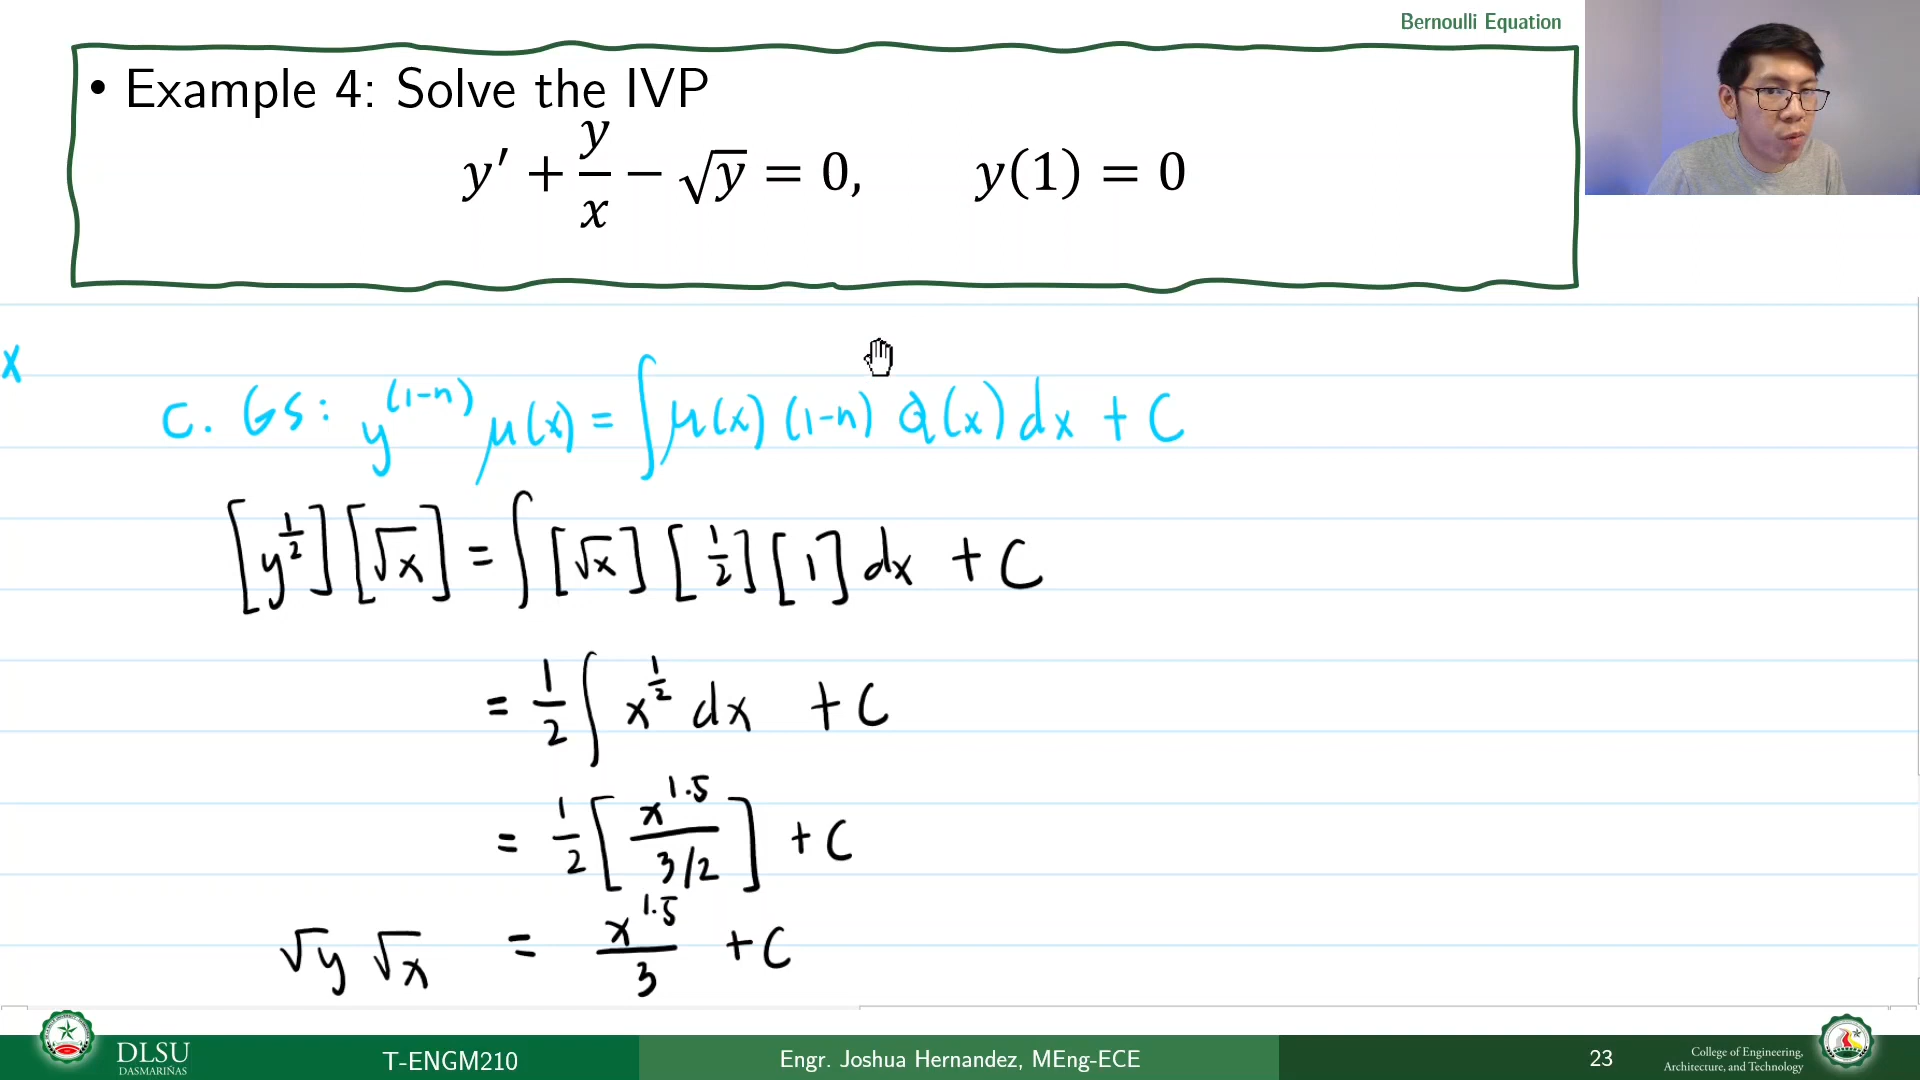 Bernoulli Equation
• Example 4: Solve the IVP
y′ + y/x − √y = 0, y(1) = 0
x
C. GS: y^(1-n) μ(x) = ∫ μ(x) (1-n) Q(x) dx + C
[y^(1/2)] [√x] = ∫ [√x] [1/2] [1] dx + C
= 1/2 ∫ x^(1/2) dx + C
= 1/2 [x^1.5 / 3/2] + C
√y √x = x^1.5 / 3 + C
DLSU
DASMARIÑAS
T-ENGM210
Engr. Joshua Hernandez, MEng-ECE
23
College of Engineering,
Architecture, and Technology